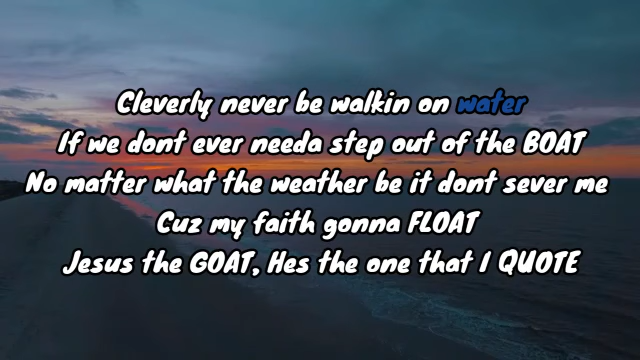 Cleverly never be walkin on water
If we dont ever needa step out of the BOAT
No matter what the weather be it dont sever me
Cuz my faith gonna FLOAT
Jesus the GOAT, Hes the one that I QUOTE